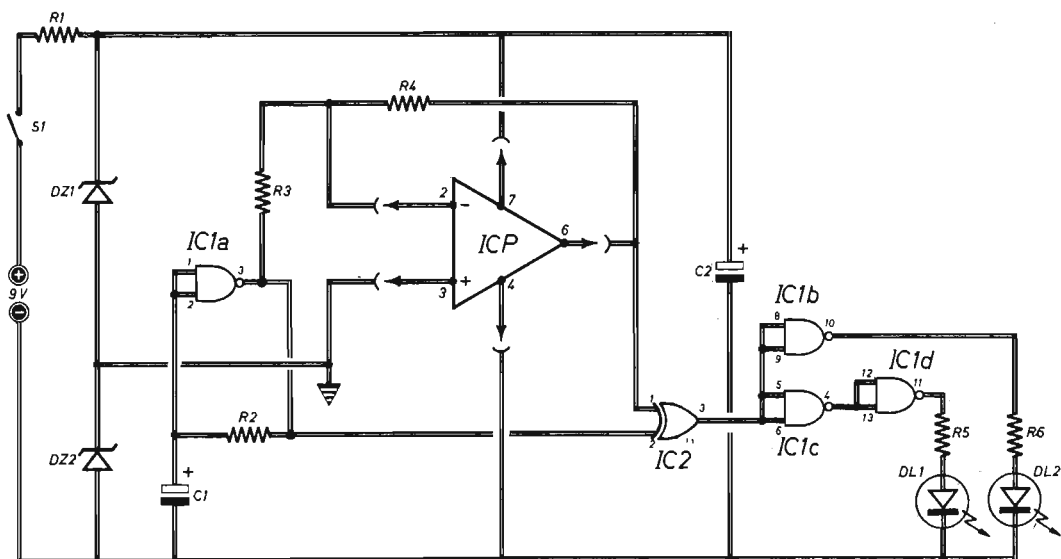 R1
S1
+
9V
−
DZ1
DZ2
IC1a
1
2
3
R3
R4
2
−
+
3
7
ICP
6
4
R2
+
C1
+
C2
1
2
3
11
IC2
IC1b
8
9
10
5
6
4
IC1c
IC1d
12
13
11
R5
R6
DL1
DL2